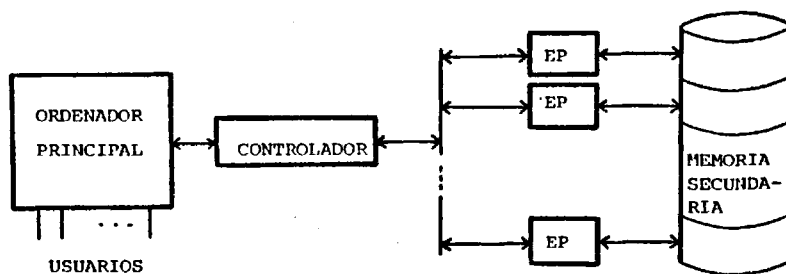 ORDENADOR
PRINCIPAL
USUARIOS
CONTROLADOR
EP
EP
EP
MEMORIA
SECUNDA-
RIA